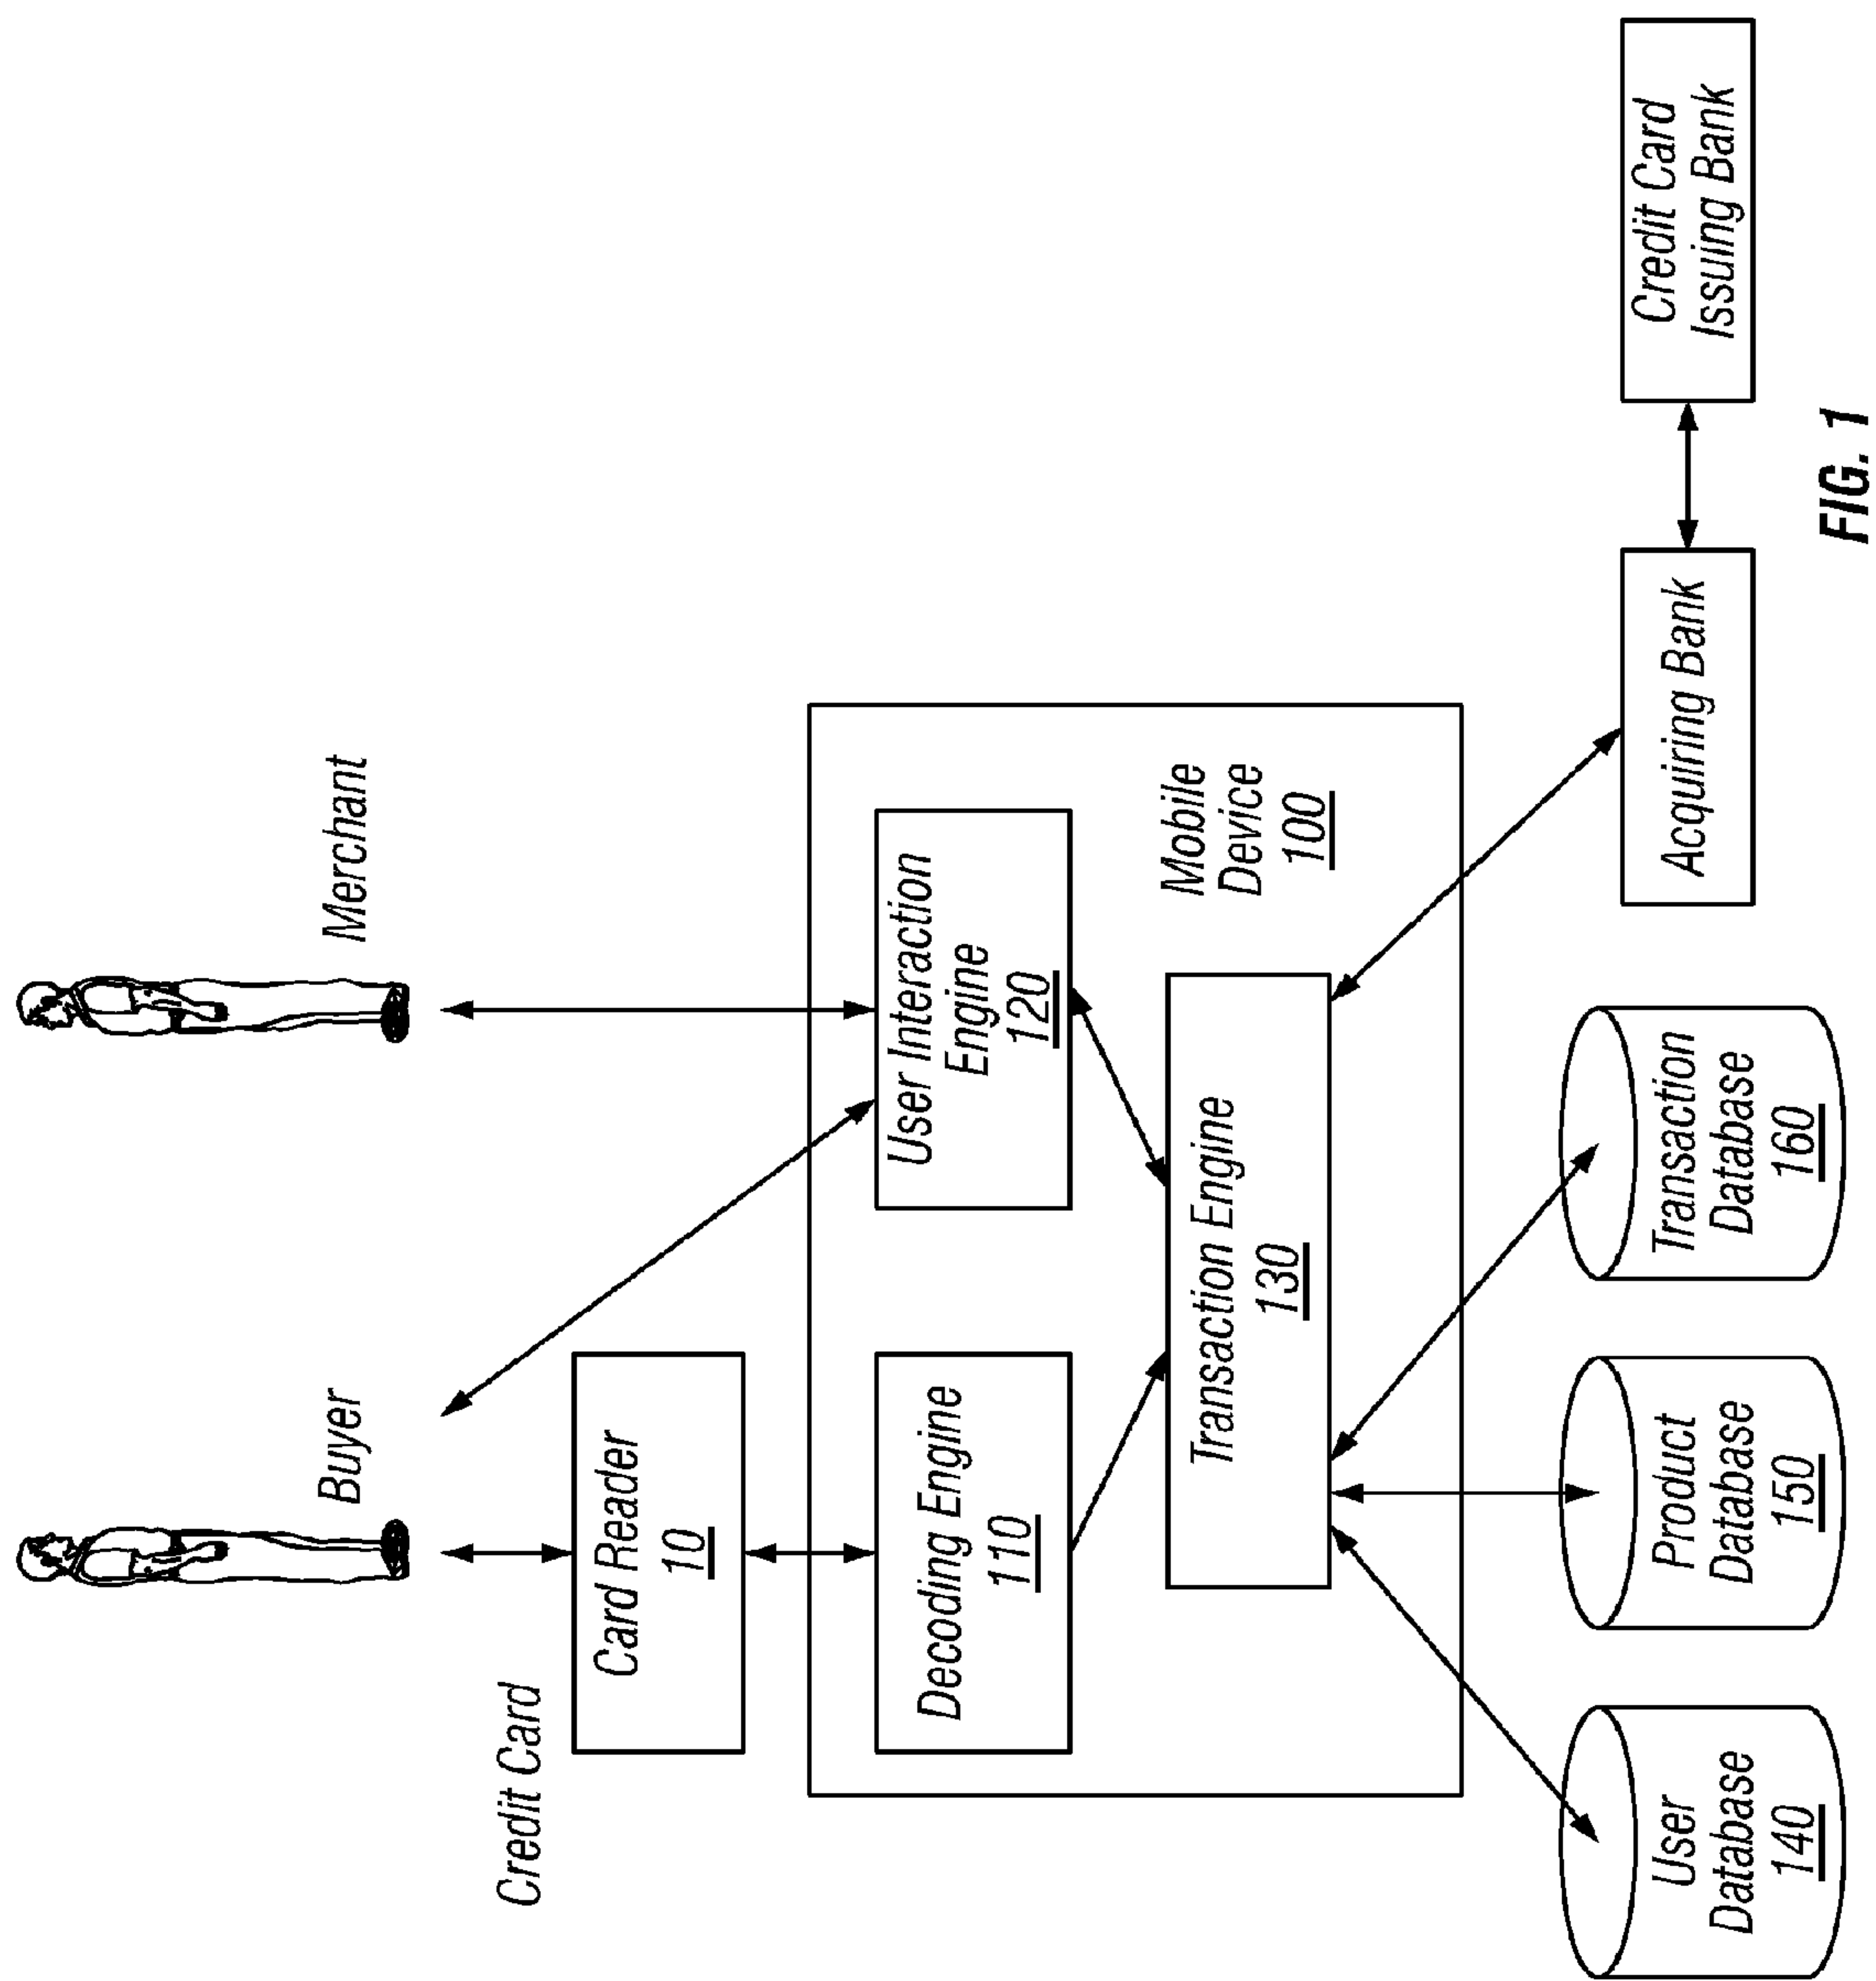 Buyer
Merchant
Credit Card
Card Reader
10
Decoding Engine
110
User Interaction
Engine
120
Mobile
Device
100
Transaction Engine
130
User
Database
140
Product
Database
150
Transaction
Database
160
Acquiring Bank
Credit Card
Issuing Bank
FIG. 1